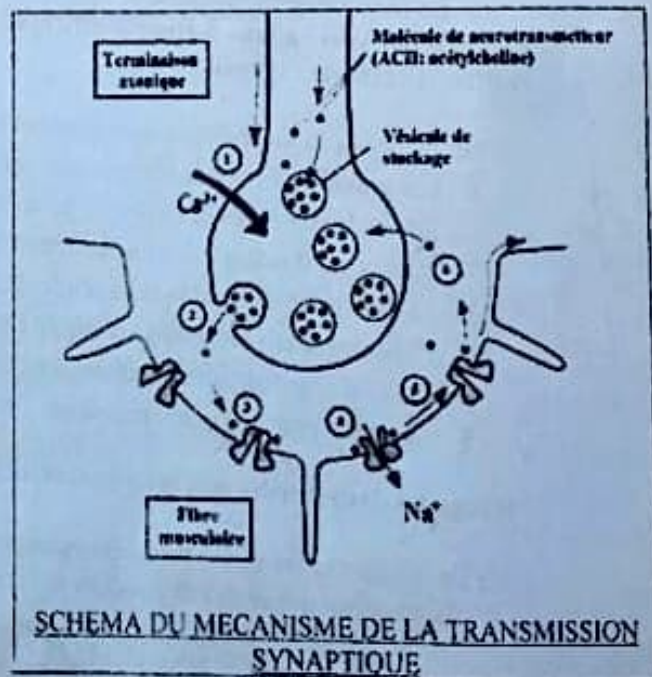 Terminaison
axonique
Molécule de neurotransmetteur
(ACH: acétylcholine)
Vésicule de
stockage
1
Ca²⁺
2
3
4
5
6
Na⁺
Fibre
musculaire
SCHEMA DU MECANISME DE LA TRANSMISSION
SYNAPTIQUE